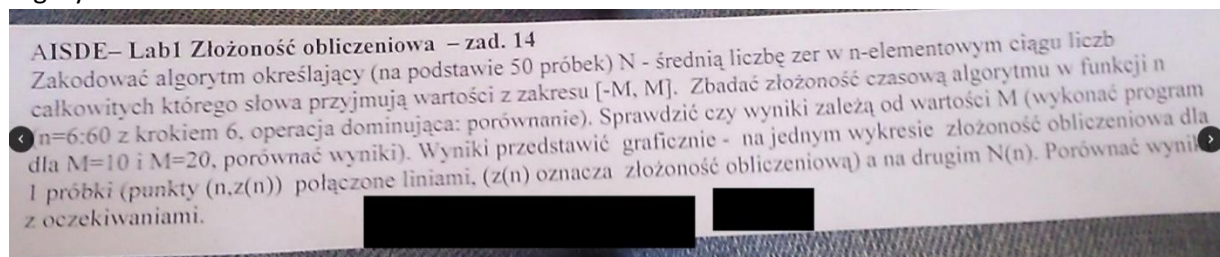 AISDE– Lab1 Złożoność obliczeniowa – zad. 14
Zakodować algorytm określający (na podstawie 50 próbek) N - średnią liczbę zer w n-elementowym ciągu liczb
całkowitych którego słowa przyjmują wartości z zakresu [-M, M]. Zbadać złożoność czasową algorytmu w funkcji n
n=6:60 z krokiem 6, operacja dominująca: porównanie). Sprawdzić czy wyniki zależą od wartości M (wykonać program
dla M=10 i M=20, porównać wyniki). Wyniki przedstawić graficznie - na jednym wykresie złożoność obliczeniowa dla
1 próbki (punkty (n,z(n)) połączone liniami, (z(n) oznacza złożoność obliczeniową) a na drugim N(n). Porównać wynik
z oczekiwaniami.